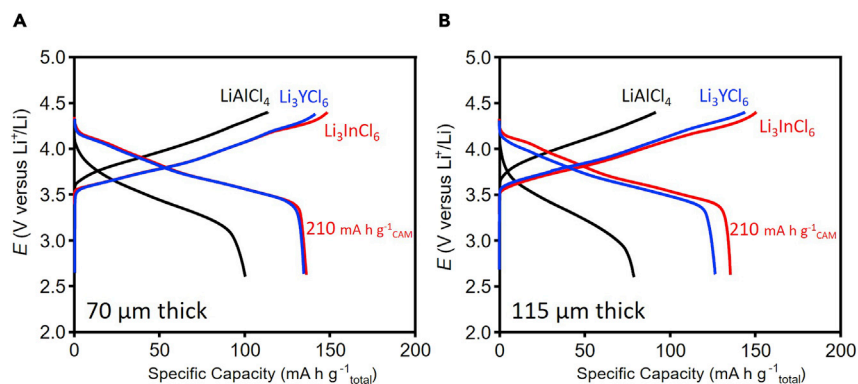 A
B
5.0
4.5
4.0
3.5
3.0
2.5
2.0
E (V versus Li⁺/Li)
LiAlCl₄
Li₃YCl₆
Li₃InCl₆
210 mA h g⁻¹CAM
70 µm thick
0
50
100
150
200
Specific Capacity (mA h g⁻¹total)
5.0
4.5
4.0
3.5
3.0
2.5
2.0
E (V versus Li⁺/Li)
LiAlCl₄
Li₃YCl₆
Li₃InCl₆
210 mA h g⁻¹CAM
115 µm thick
0
50
100
150
200
Specific Capacity (mA h g⁻¹total)